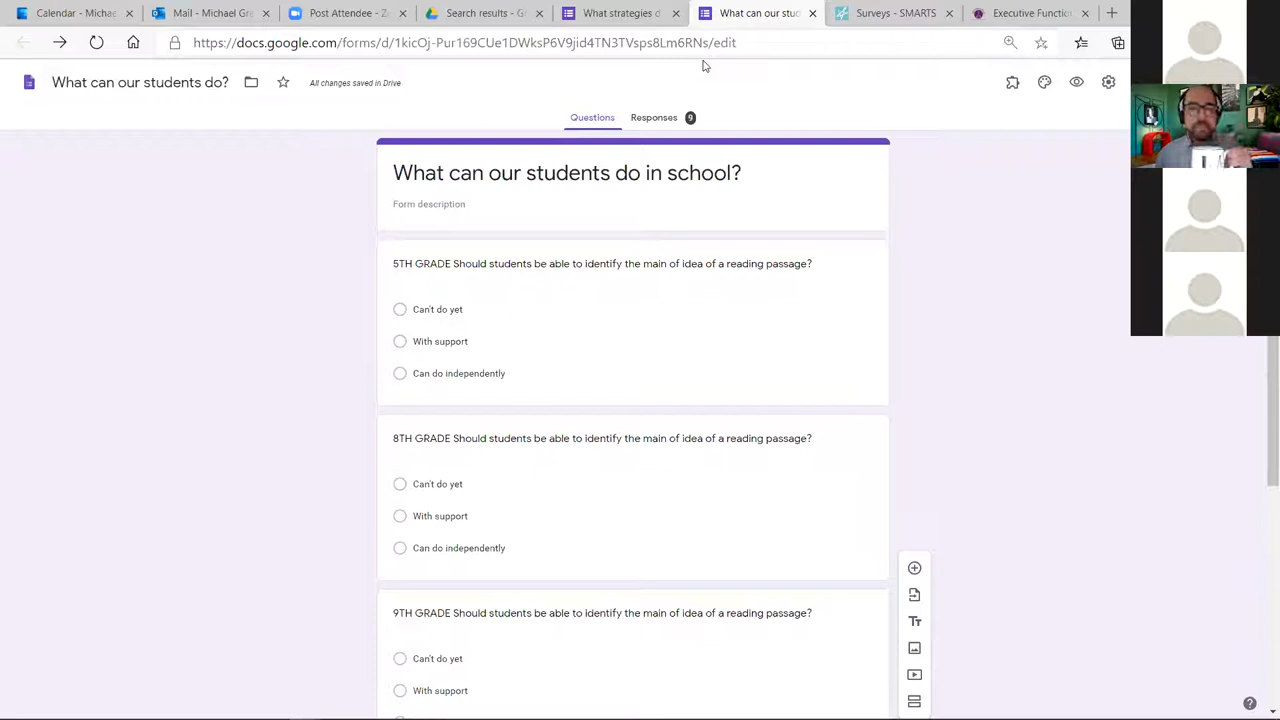 Calendar - Michae
Mail - Michael Gre
Post Attendee - Z
Search results - G
What strategies d
What can our stud
Surveys - SMARTS
Executive Function
https://docs.google.com/forms/d/1kicOj-Pur169CUe1DWksP6V9jid4TN3TVsps8Lm6RNs/edit
What can our students do?
All changes saved in Drive
Questions
Responses 9
What can our students do in school?
Form description
5TH GRADE Should students be able to identify the main of idea of a reading passage?
Can't do yet
With support
Can do independently
8TH GRADE Should students be able to identify the main of idea of a reading passage?
Can't do yet
With support
Can do independently
9TH GRADE Should students be able to identify the main of idea of a reading passage?
Can't do yet
With support
Tт